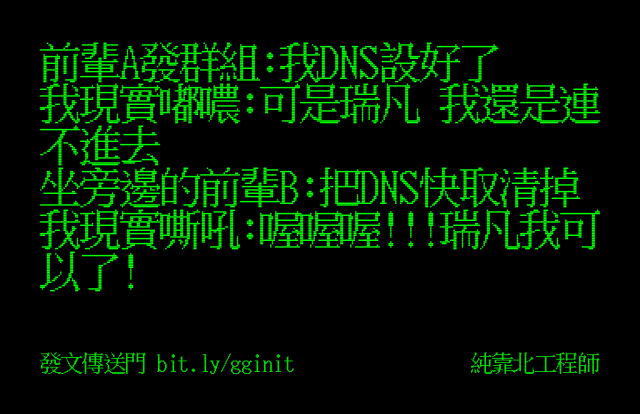 前輩A發群組:我DNS設好了
我現實嘟噥:可是瑞凡 我還是連
不進去
坐旁邊的前輩B:把DNS快取清掉
我現實嘶吼:喔喔喔!!!瑞凡我可
以了!
發文傳送門 bit.ly/gginit
純靠北工程師